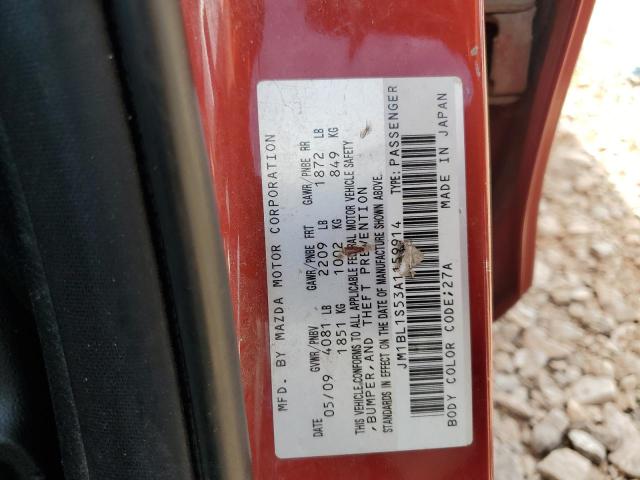 MFD. BY MAZDA MOTOR CORPORATION
DATE GVWR/PNBV GAWR/PNBE FRT GAWR/PNBE RR
05/09 4081 LB 2209 LB 1872 LB
1851 KG 1002 KG 849 KG
THIS VEHICLE CONFORMS TO ALL APPLICABLE FEDERAL MOTOR VEHICLE SAFETY
,BUMPER,AND THEFT PREVENTION
STANDARDS IN EFFECT ON THE DATE OF MANUFACTURE SHOWN ABOVE.
TYPE: PASSENGER
BODY COLOR CODE;27A MADE IN JAPAN